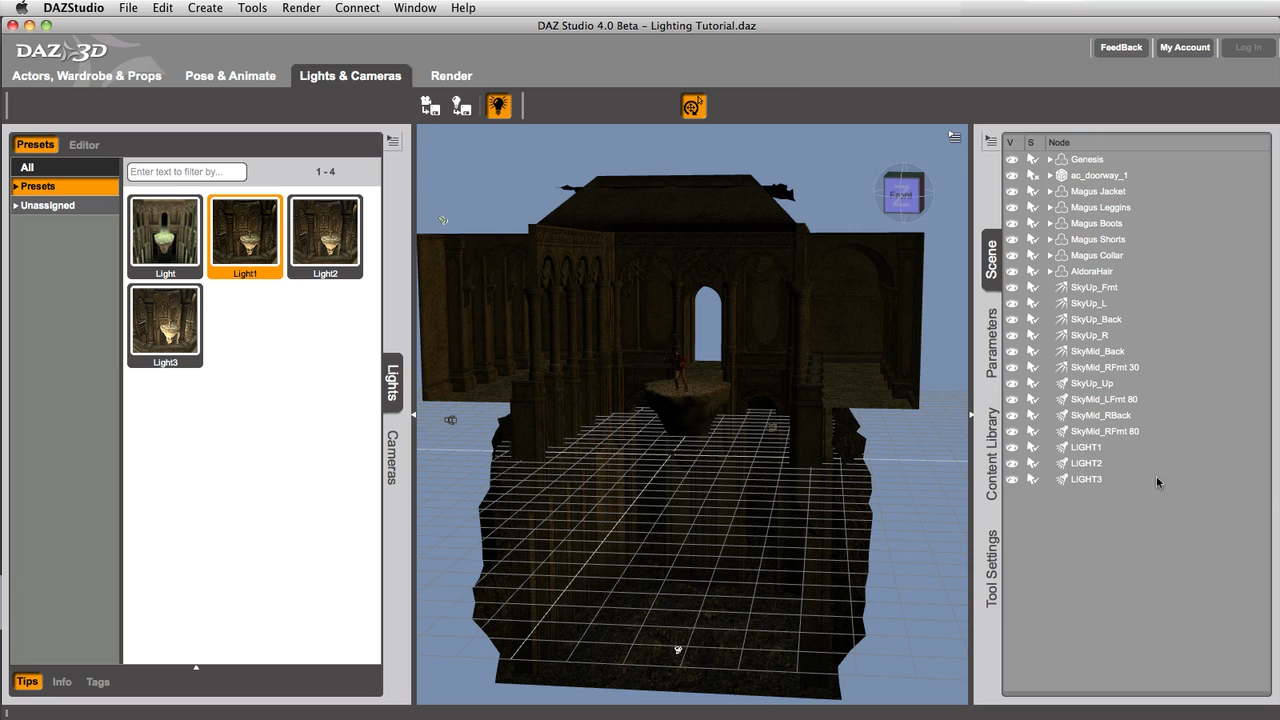 DAZStudio File Edit Create Tools Render Connect Window Help
DAZ Studio 4.0 Beta - Lighting Tutorial.daz
DAZ 3D
FeedBack My Account Log In
Actors, Wardrobe & Props Pose & Animate Lights & Cameras Render
Presets Editor
All
Presets
Unassigned
Enter text to filter by... 1 - 4
Light Light1 Light2
Light3
Lights
Cameras
Tips Info Tags
Front
Scene
Parameters
Content Library
Tool Settings
V S Node
Genesis
ac_doorway_1
Magus Jacket
Magus Leggins
Magus Boots
Magus Shorts
Magus Collar
AldoraHair
SkyUp_Frnt
SkyUp_L
SkyUp_Back
SkyUp_R
SkyMid_Back
SkyMid_RFrnt 30
SkyUp_Up
SkyMid_LFrnt 80
SkyMid_RBack
SkyMid_RFrnt 80
LIGHT1
LIGHT2
LIGHT3